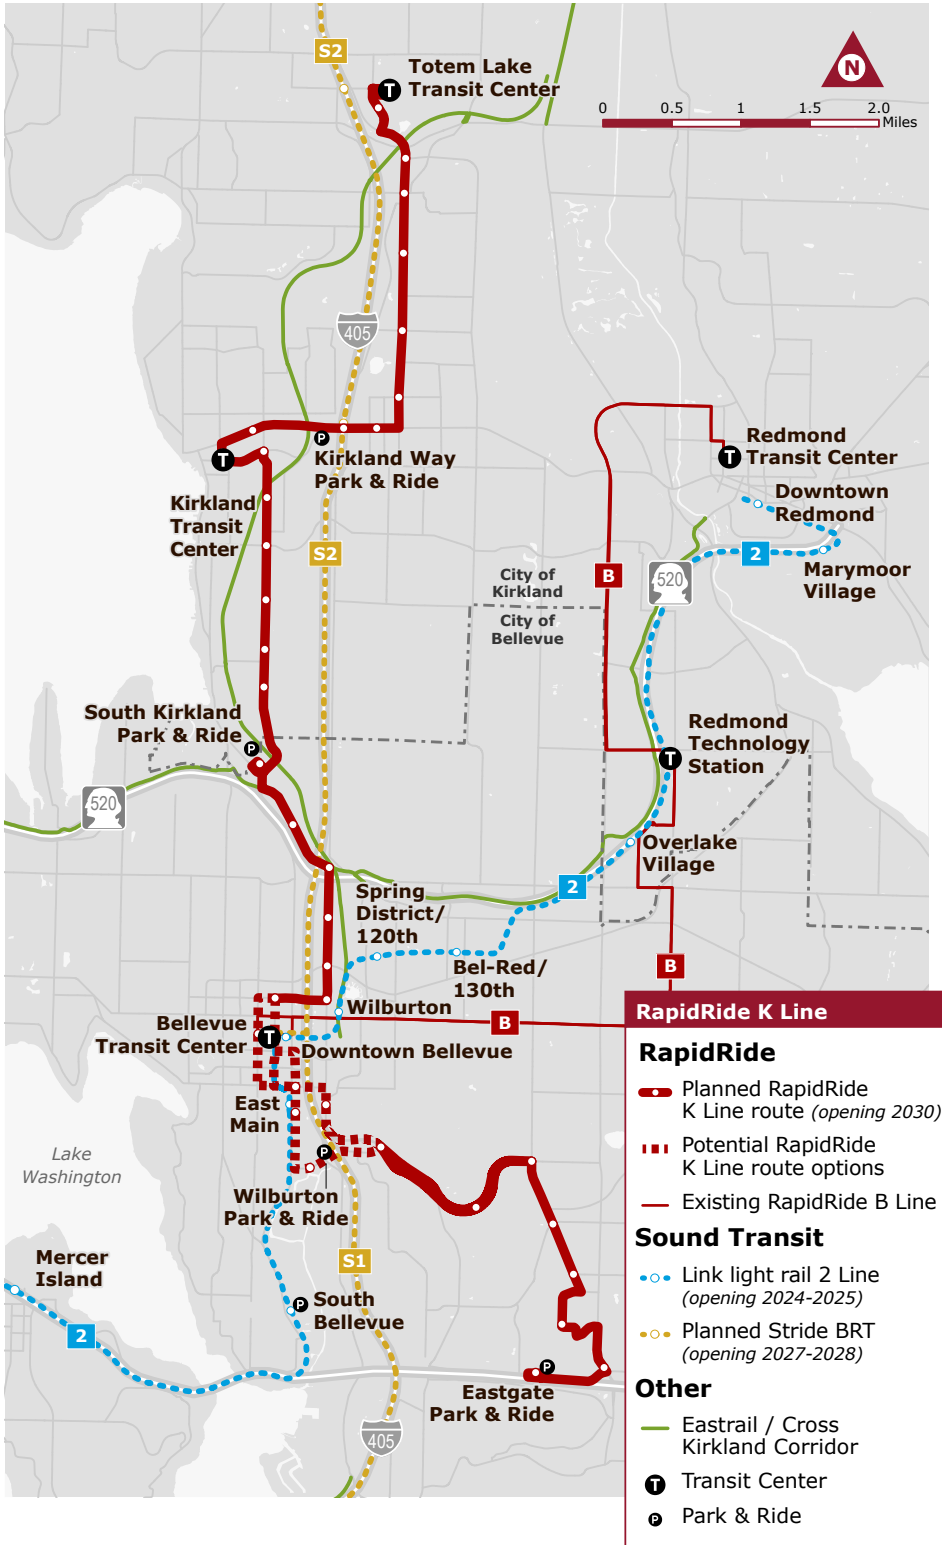 S2
Totem Lake
Transit Center
T
N
0 0.5 1 1.5 2.0
Miles
405
Redmond
Transit Center
T
P
Kirkland Way
Park & Ride
T
Kirkland
Transit
Center
Downtown
Redmond
2
Marymoor
Village
S2
B
520
City of
Kirkland
City of
Bellevue
South Kirkland
Park & Ride
P
Redmond
Technology
Station
T
520
Overlake
Village
2
Spring
District/
120th
Bel-Red/
130th
B
Wilburton
B
Bellevue
Transit Center
T
Downtown Bellevue
East
Main
P
Wilburton
Park & Ride
Lake
Washington
S1
Mercer
Island
2
P
South
Bellevue
P
Eastgate
Park & Ride
405
RapidRide K Line
RapidRide
Planned RapidRide
K Line route (opening 2030)
Potential RapidRide
K Line route options
Existing RapidRide B Line
Sound Transit
Link light rail 2 Line
(opening 2024-2025)
Planned Stride BRT
(opening 2027-2028)
Other
Eastrail / Cross
Kirkland Corridor
T Transit Center
P Park & Ride